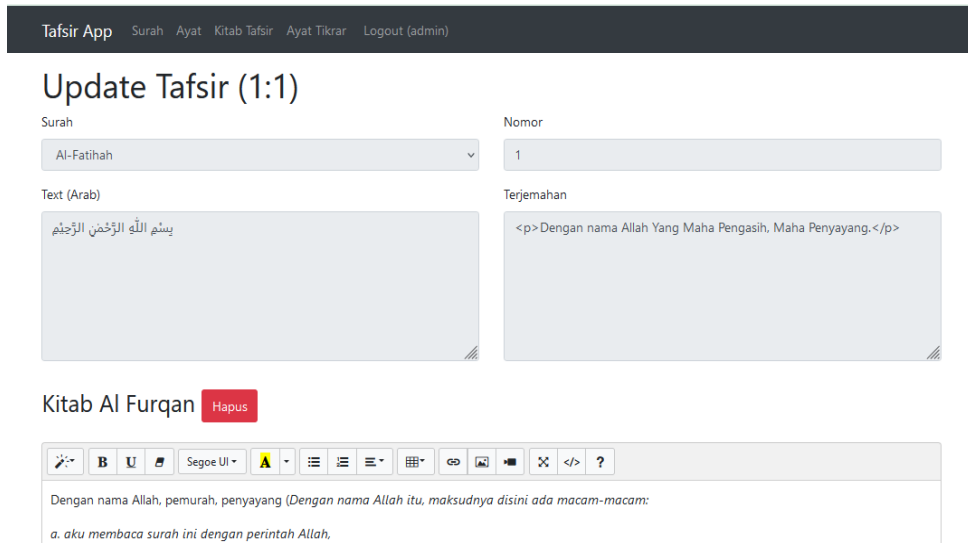 Tafsir App Surah Ayat Kitab Tafsir Ayat Tikrar Logout (admin)
Update Tafsir (1:1)
Surah
Nomor
Al-Fatihah
1
Text (Arab)
Terjemahan
بِسْمِ اللّٰهِ الرَّحْمٰنِ الرَّحِيْمِ
<p>Dengan nama Allah Yang Maha Pengasih, Maha Penyayang.</p>
Kitab Al Furqan Hapus
B U Segoe UI A </> ?
Dengan nama Allah, pemurah, penyayang (Dengan nama Allah itu, maksudnya disini ada macam-macam:
a. aku membaca surah ini dengan perintah Allah,